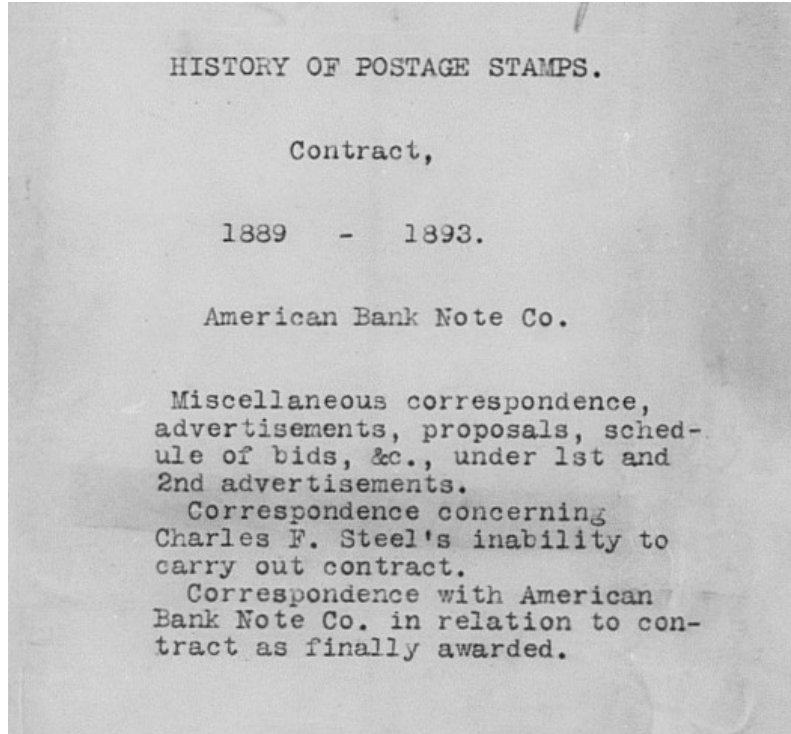 HISTORY OF POSTAGE STAMPS.
Contract,
1889 - 1893.
American Bank Note Co.
Miscellaneous correspondence,
advertisements, proposals, sched-
ule of bids, &c., under 1st and
2nd advertisements.
Correspondence concerning
Charles F. Steel's inability to
carry out contract.
Correspondence with American
Bank Note Co. in relation to con-
tract as finally awarded.